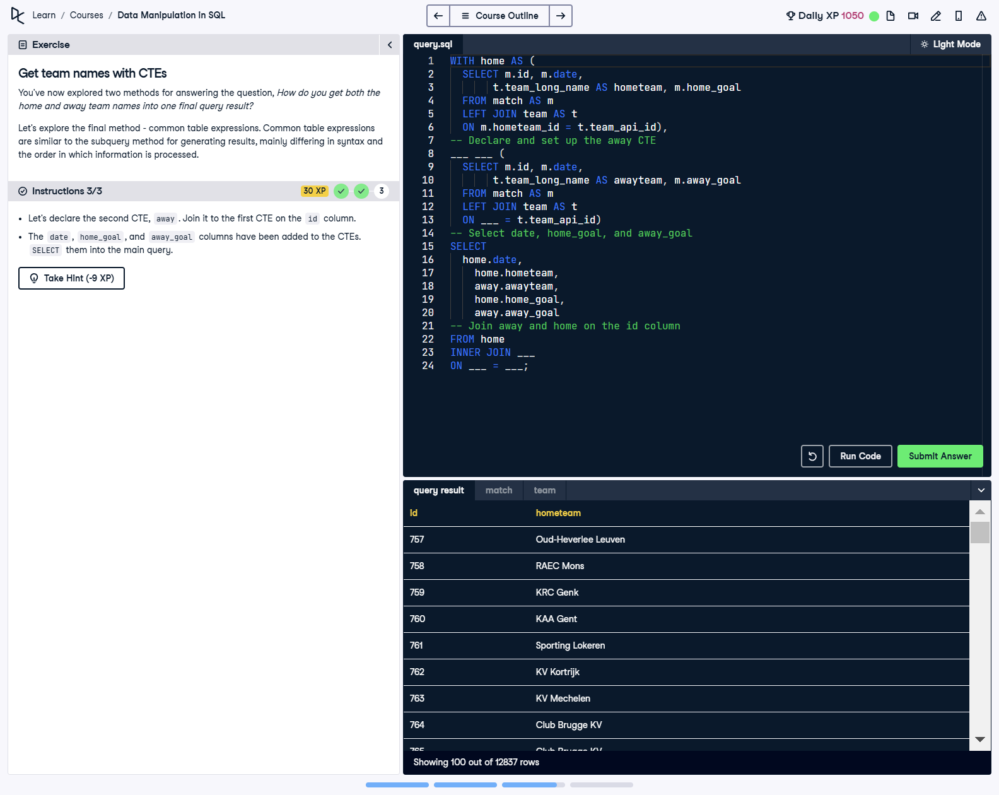 Learn / Courses / Data Manipulation in SQL
Course Outline
Daily XP 1050
Exercise
Get team names with CTEs
You've now explored two methods for answering the question, How do you get both the
home and away team names into one final query result?
Let's explore the final method - common table expressions. Common table expressions
are similar to the subquery method for generating results, mainly differing in syntax and
the order in which information is processed.
Instructions 3/3
30 XP
3
• Let's declare the second CTE, away. Join it to the first CTE on the id column.
• The date, home_goal, and away_goal columns have been added to the CTEs.
SELECT them into the main query.
Take Hint (-9 XP)
query.sql
Light Mode
1 WITH home AS (
2   SELECT m.id, m.date,
3        t.team_long_name AS hometeam, m.home_goal
4   FROM match AS m
5   LEFT JOIN team AS t
6   ON m.hometeam_id = t.team_api_id),
7 -- Declare and set up the away CTE
8 ___ ___ (
9   SELECT m.id, m.date,
10        t.team_long_name AS awayteam, m.away_goal
11   FROM match AS m
12   LEFT JOIN team AS t
13   ON ___ = t.team_api_id)
14 -- Select date, home_goal, and away_goal
15 SELECT
16   home.date,
17     home.hometeam,
18     away.awayteam,
19     home.home_goal,
20     away.away_goal
21 -- Join away and home on the id column
22 FROM home
23 INNER JOIN ___
24 ON ___ = ___;
Run Code
Submit Answer
query result match team
id hometeam
757 Oud-Heverlee Leuven
758 RAEC Mons
759 KRC Genk
760 KAA Gent
761 Sporting Lokeren
762 KV Kortrijk
763 KV Mechelen
764 Club Brugge KV
765 Club Brugge KV
Showing 100 out of 12837 rows